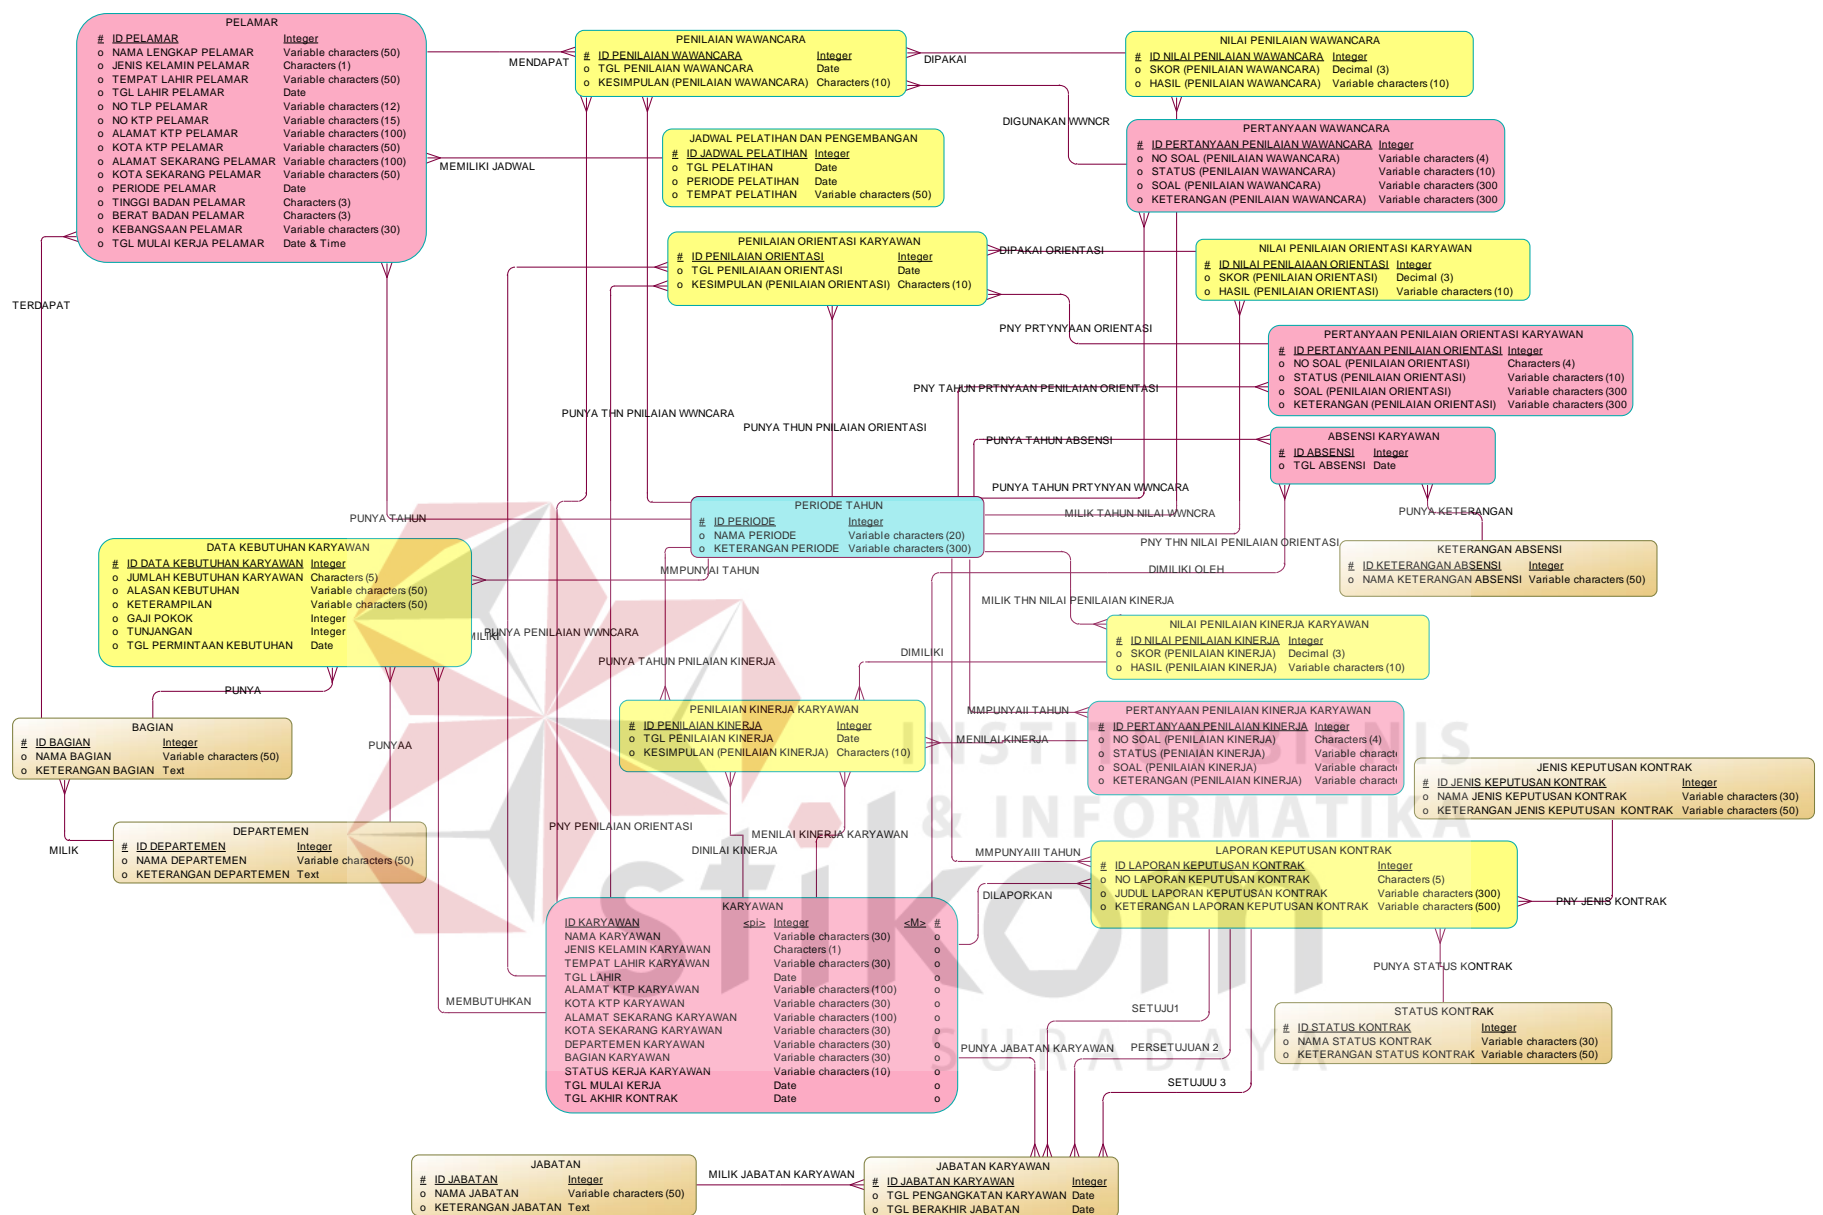 PELAMAR
# ID PELAMAR Integer
o NAMA LENGKAP PELAMAR Variable characters (50)
o JENIS KELAMIN PELAMAR Characters (1)
o TEMPAT LAHIR PELAMAR Variable characters (50)
o TGL LAHIR PELAMAR Date
o NO TLP PELAMAR Variable characters (12)
o NO KTP PELAMAR Variable characters (15)
o ALAMAT KTP PELAMAR Variable characters (100)
o KOTA KTP PELAMAR Variable characters (50)
o ALAMAT SEKARANG PELAMAR Variable characters (100)
o KOTA SEKARANG PELAMAR Variable characters (50)
o PERIODE PELAMAR Date
o TINGGI BADAN PELAMAR Characters (3)
o BERAT BADAN PELAMAR Characters (3)
o KEBANGSAAN PELAMAR Variable characters (30)
o TGL MULAI KERJA PELAMAR Date & Time
MENDAPAT
PENILAIAN WAWANCARA
# ID PENILAIAN WAWANCARA Integer
o TGL PENILAIAN WAWANCARA Date
o KESIMPULAN (PENILAIAN WAWANCARA) Characters (10)
DIPAKAI
NILAI PENILAIAN WAWANCARA
# ID NILAI PENILAIAN WAWANCARA Integer
o SKOR (PENILAIAN WAWANCARA) Decimal (3)
o HASIL (PENILAIAN WAWANCARA) Variable characters (10)
DIGUNAKAN WWNCR
PERTANYAAN WAWANCARA
# ID PERTANYAAN PENILAIAN WAWANCARA Integer
o NO SOAL (PENILAIAN WAWANCARA) Variable characters (4)
o STATUS (PENILAIAN WAWANCARA) Variable characters (10)
o SOAL (PENILAIAN WAWANCARA) Variable characters (300
o KETERANGAN (PENILAIAN WAWANCARA) Variable characters (300
JADWAL PELATIHAN DAN PENGEMBANGAN
# ID JADWAL PELATIHAN Integer
o TGL PELATIHAN Date
o PERIODE PELATIHAN Date
o TEMPAT PELATIHAN Variable characters (50)
MEMILIKI JADWAL
PENILAIAN ORIENTASI KARYAWAN
# ID PENILAIAN ORIENTASI Integer
o TGL PENILAIAAN ORIENTASI Date
o KESIMPULAN (PENILAIAN ORIENTASI) Characters (10)
DIPAKAI ORIENTASI
NILAI PENILAIAN ORIENTASI KARYAWAN
# ID NILAI PENILAIAAN ORIENTASI Integer
o SKOR (PENILAIAN ORIENTASI) Decimal (3)
o HASIL (PENILAIAN ORIENTASI) Variable characters (10)
TERDAPAT
PNY PRTYNYAAN ORIENTASI
PERTANYAAN PENILAIAN ORIENTASI KARYAWAN
# ID PERTANYAAN PENILAIAN ORIENTASI Integer
o NO SOAL (PENILAIAN ORIENTASI) Characters (4)
o STATUS (PENILAIAN ORIENTASI) Variable characters (10)
o SOAL (PENILAIAN ORIENTASI) Variable characters (300
o KETERANGAN (PENILAIAN ORIENTASI) Variable characters (300
PNY TAHUN PRTNYAAN PENILAIAN ORIENTASI
PUNYA THN PNILAIAN WWNCARA
PUNYA THUN PNILAIAN ORIENTASI
PUNYA TAHUN ABSENSI
ABSENSI KARYAWAN
# ID ABSENSI Integer
o TGL ABSENSI Date
PUNYA TAHUN PRTYNYAN WWNCARA
PUNYA TAHUN
PERIODE TAHUN
# ID PERIODE Integer
o NAMA PERIODE Variable characters (20)
o KETERANGAN PERIODE Variable characters (300)
MILIK TAHUN NILAI WWNCRA
PUNYA KETERANGAN
PNY THN NILAI PENILAIAN ORIENTASI
KETERANGAN ABSENSI
# ID KETERANGAN ABSENSI Integer
o NAMA KETERANGAN ABSENSI Variable characters (50)
DATA KEBUTUHAN KARYAWAN
# ID DATA KEBUTUHAN KARYAWAN Integer
o JUMLAH KEBUTUHAN KARYAWAN Characters (5)
o ALASAN KEBUTUHAN Variable characters (50)
o KETERAMPILAN Variable characters (50)
o GAJI POKOK Integer
o TUNJANGAN Integer
o TGL PERMINTAAN KEBUTUHAN Date
MMPUNYAI TAHUN
DIMILIKI OLEH
MILIK THN NILAI PENILAIAN KINERJA
MILIKI
PUNYA PENILAIAN WWNCARA
PUNYA TAHUN PNILAIAN KINERJA
DIMILIKI
NILAI PENILAIAN KINERJA KARYAWAN
# ID NILAI PENILAIAN KINERJA Integer
o SKOR (PENILAIAN KINERJA) Decimal (3)
o HASIL (PENILAIAN KINERJA) Variable characters (10)
PUNYA
BAGIAN
# ID BAGIAN Integer
o NAMA BAGIAN Variable characters (50)
o KETERANGAN BAGIAN Text
PUNYAA
PENILAIAN KINERJA KARYAWAN
# ID PENILAIAN KINERJA Integer
o TGL PENILAIAN KINERJA Date
o KESIMPULAN (PENILAIAN KINERJA) Characters (10)
MMPUNYAII TAHUN
MENILAI KINERJA
PERTANYAAN PENILAIAN KINERJA KARYAWAN
# ID PERTANYAAN PENILAIAN KINERJA Integer
o NO SOAL (PENILAIAN KINERJA) Characters (4)
o STATUS (PENIAIAN KINERJA) Variable characte
o SOAL (PENILAIAN KINERJA) Variable characte
o KETERANGAN (PENILAIAN KINERJA) Variable characte
INSTITUT BISNIS
& INFORMATIKA
stikom
SURABAYA
JENIS KEPUTUSAN KONTRAK
# ID JENIS KEPUTUSAN KONTRAK Integer
o NAMA JENIS KEPUTUSAN KONTRAK Variable characters (30)
o KETERANGAN JENIS KEPUTUSAN KONTRAK Variable characters (50)
MILIK
DEPARTEMEN
# ID DEPARTEMEN Integer
o NAMA DEPARTEMEN Variable characters (50)
o KETERANGAN DEPARTEMEN Text
PNY PENILAIAN ORIENTASI
MENILAI KINERJA KARYAWAN
DINILAI KINERJA
MMPUNYAIII TAHUN
DILAPORKAN
LAPORAN KEPUTUSAN KONTRAK
# ID LAPORAN KEPUTUSAN KONTRAK Integer
o NO LAPORAN KEPUTUSAN KONTRAK Characters (5)
o JUDUL LAPORAN KEPUTUSAN KONTRAK Variable characters (300)
o KETERANGAN LAPORAN KEPUTUSAN KONTRAK Variable characters (500)
PNY JENIS KONTRAK
KARYAWAN
ID KARYAWAN <pi> Integer <M> #
NAMA KARYAWAN Variable characters (30) o
JENIS KELAMIN KARYAWAN Characters (1) o
TEMPAT LAHIR KARYAWAN Variable characters (30) o
TGL LAHIR Date o
ALAMAT KTP KARYAWAN Variable characters (100) o
KOTA KTP KARYAWAN Variable characters (30) o
ALAMAT SEKARANG KARYAWAN Variable characters (100) o
KOTA SEKARANG KARYAWAN Variable characters (30) o
DEPARTEMEN KARYAWAN Variable characters (30) o
BAGIAN KARYAWAN Variable characters (30) o
STATUS KERJA KARYAWAN Variable characters (10) o
TGL MULAI KERJA Date o
TGL AKHIR KONTRAK Date o
MEMBUTUHKAN
PUNYA STATUS KONTRAK
STATUS KONTRAK
# ID STATUS KONTRAK Integer
o NAMA STATUS KONTRAK Variable characters (30)
o KETERANGAN STATUS KONTRAK Variable characters (50)
SETUJU1
PUNYA JABATAN KARYAWAN
PERSETUJUAN 2
SETUJUU 3
JABATAN
# ID JABATAN Integer
o NAMA JABATAN Variable characters (50)
o KETERANGAN JABATAN Text
MILIK JABATAN KARYAWAN
JABATAN KARYAWAN
# ID JABATAN KARYAWAN Integer
o TGL PENGANGKATAN KARYAWAN Date
o TGL BERAKHIR JABATAN Date